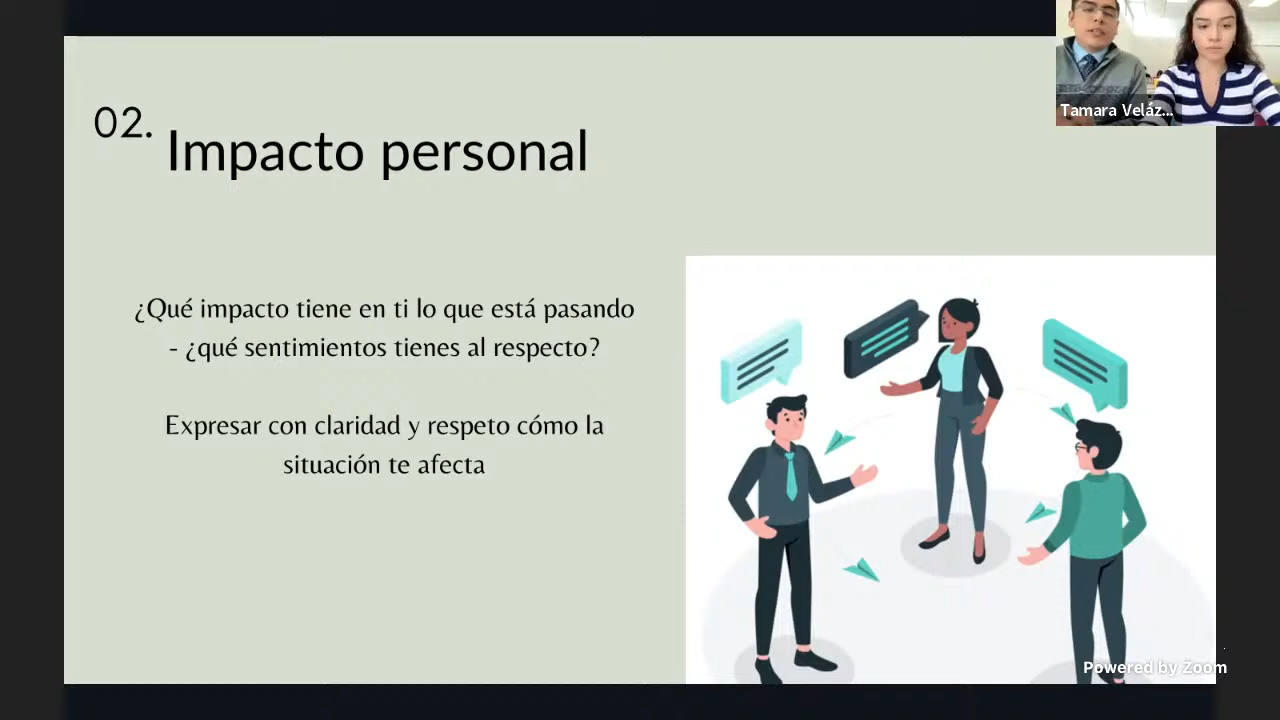 02.
Impacto personal
¿Qué impacto tiene en ti lo que está pasando
- ¿qué sentimientos tienes al respecto?
Expresar con claridad y respeto cómo la
situación te afecta
Tamara Veláz...
Powered by Zoom